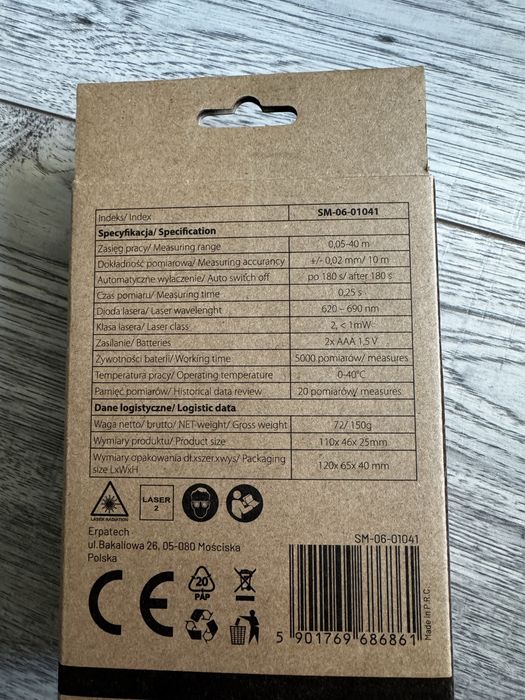 Indeks/ Index SM-06-01041
Specyfikacja/ Specification
Zasięg pracy/ Measuring range 0,05-40 m
Dokładność pomiarowa/ Measuring accurancy +/- 0,02 mm/ 10 m
Automatyczne wyłaczenie/ Auto switch off po 180 s/ after 180 s
Czas pomiaru/ Measuring time 0,25 s
Djoda lasera/ Laser wavelenght 620 – 690 nm
Klasa lasera/ Laser class 2, < 1mW
Zasilanie/ Batteries 2x AAA 1,5 V
Żywotności baterii/ Working time 5000 pomiarów/ measures
Temperatura pracy/ Operating temperature 0-40°C
Pamięć pomiarów/ Historical data review 20 pomiarów/ measures
Dane logistyczne/ Logistic data
Waga netto/ brutto/ NET weight/ Gross weight 72/ 150g
Wymiary produktu/ Product size 110x 46x 25mm
Wymiary opakowania dł.xszer.xwys/ Packaging
size LxWxH 120x 65x 40 mm
LASER RADIATION
LASER
2
Erpatech
ul.Bakaliowa 26, 05-080 Mościska
Polska
SM-06-01041
CE
20
PAP
5 901769 686861
Made in P.R.C.